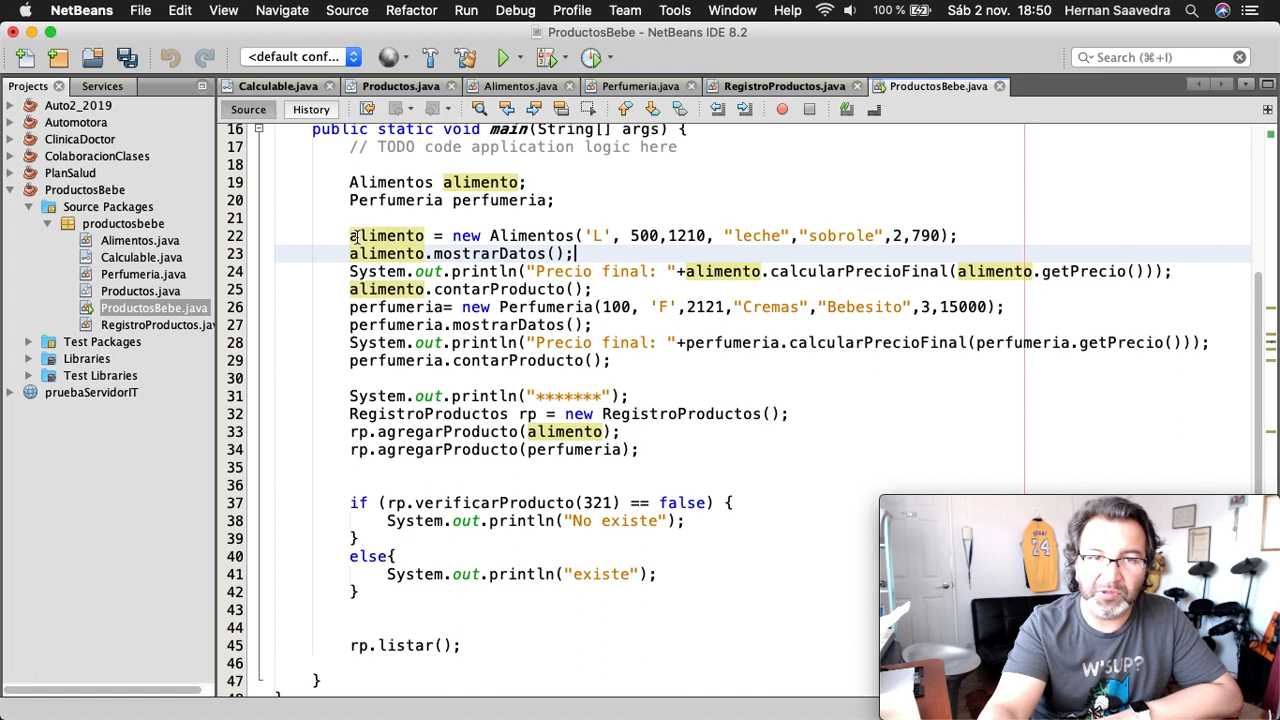 NetBeans File Edit View Navigate Source Refactor Run Debug Profile Team Tools Window Help 100 % Sáb 2 nov. 18:50 Hernan Saavedra
ProductosBebe - NetBeans IDE 8.2
<default conf... Search (⌘+I)
Projects Services Calculable.java Productos.java Alimentos.java Perfumeria.java RegistroProductos.java ProductosBebe.java
Source History
Auto2_2019
Automotora
ClinicaDoctor
ColaboracionClases
PlanSalud
ProductosBebe
Source Packages
productosbebe
Alimentos.java
Calculable.java
Perfumeria.java
Productos.java
ProductosBebe.java
RegistroProductos.jav
Test Packages
Libraries
Test Libraries
pruebaServidorIT
16 public static void main(String[] args) {
17 // TODO code application logic here
18
19 Alimentos alimento;
20 Perfumeria perfumeria;
21
22 alimento = new Alimentos('L', 500,1210, "leche","sobrole",2,790);
23 alimento.mostrarDatos();
24 System.out.println("Precio final: "+alimento.calcularPrecioFinal(alimento.getPrecio()));
25 alimento.contarProducto();
26 perfumeria= new Perfumeria(100, 'F',2121,"Cremas","Bebesito",3,15000);
27 perfumeria.mostrarDatos();
28 System.out.println("Precio final: "+perfumeria.calcularPrecioFinal(perfumeria.getPrecio()));
29 perfumeria.contarProducto();
30
31 System.out.println("*******");
32 RegistroProductos rp = new RegistroProductos();
33 rp.agregarProducto(alimento);
34 rp.agregarProducto(perfumeria);
35
36
37 if (rp.verificarProducto(321) == false) {
38 System.out.println("No existe");
39 }
40 else{
41 System.out.println("existe");
42 }
43
44
45 rp.listar();
46
47 }
24
W'SUP?